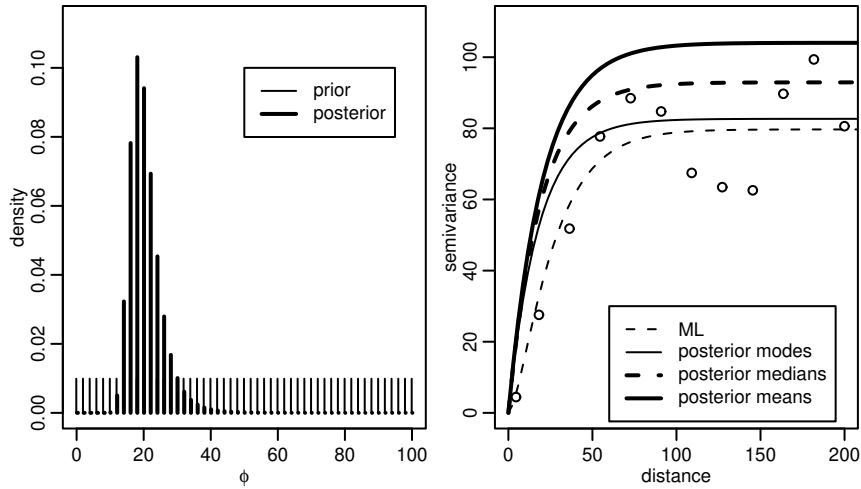 density
0.00
0.02
0.04
0.06
0.08
0.10
prior
posterior
0 20 40 60 80 100
ϕ
semivariance
0
20
40
60
80
100
ML
posterior modes
posterior medians
posterior means
0 50 100 150 200
distance